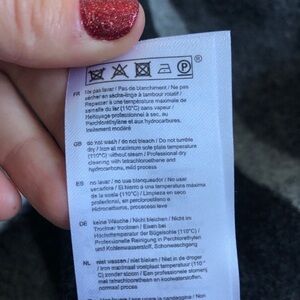 P
FR Ne pas laver / Pas de blanchiment / Ne pas
sécher en sèche-linge à tambour rotatif /
Repasser à une température maximale de
semelle du fer (110°C) sans vapeur /
Nettoyage professionnel à sec, au
Perchloréthylène et aux hydrocarbures,
traitement modéré
GB do not wash / do not bleach / Do not tumble
dry / Iron at maximum sole plate temperature
(110°C) without steam / Professional dry
cleaning with tetrachloroethene and
hydrocarbons, mild process
ES no lavar / no use blanqueador / No usar
secadora / El hierro a una temperatura máxima
de la suela (110°C) / Limpieza en seco
profesional, en percloroetileno e
Hidrocarburos, proceso leve
DE keine Wäsche / Nicht bleichen / Nicht im
Trockner trocknen / Eisen bei
Höchsttemperatur der Bügelsohle (110°C) /
Professionelle Reinigung in Perchlorethylen
und Kohlenwasserstoff, Schonwaschgang
NL niet wassen / niet bleken / Niet in de droger
/ Iron maximaal voetplaat temperatuur (110°
C) zonder stoom / Een professionele stomerij
met tetrachlooretheen en koolwaterstoffen
normaal proces